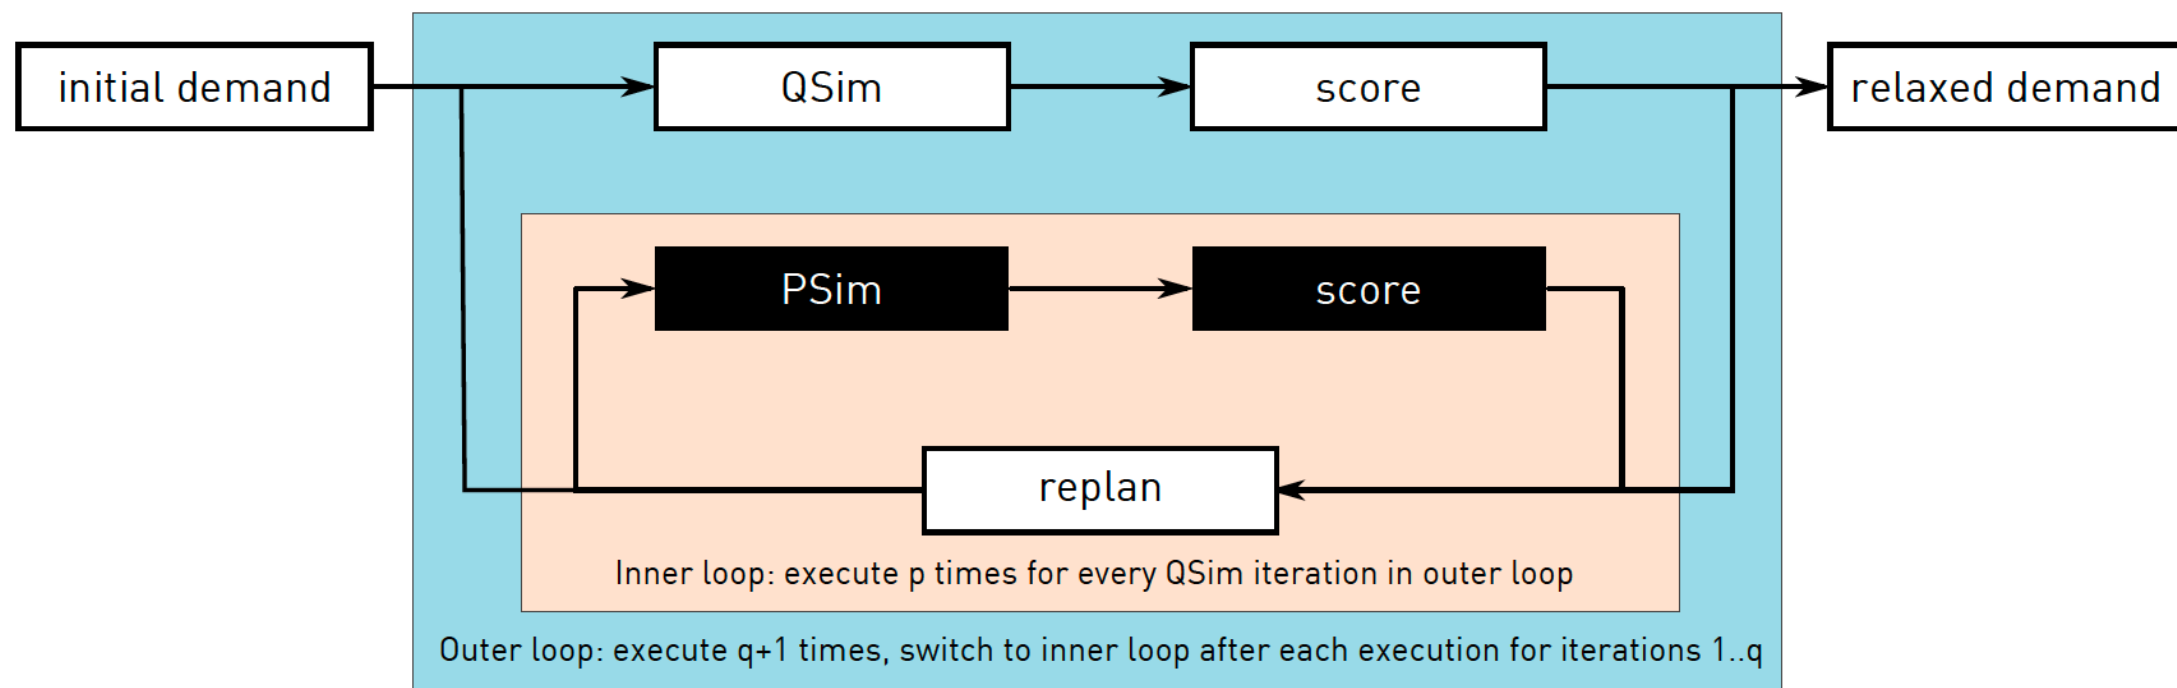 initial demand
QSim
score
relaxed demand
PSim
score
replan
Inner loop: execute p times for every QSim iteration in outer loop
Outer loop: execute q+1 times, switch to inner loop after each execution for iterations 1..q